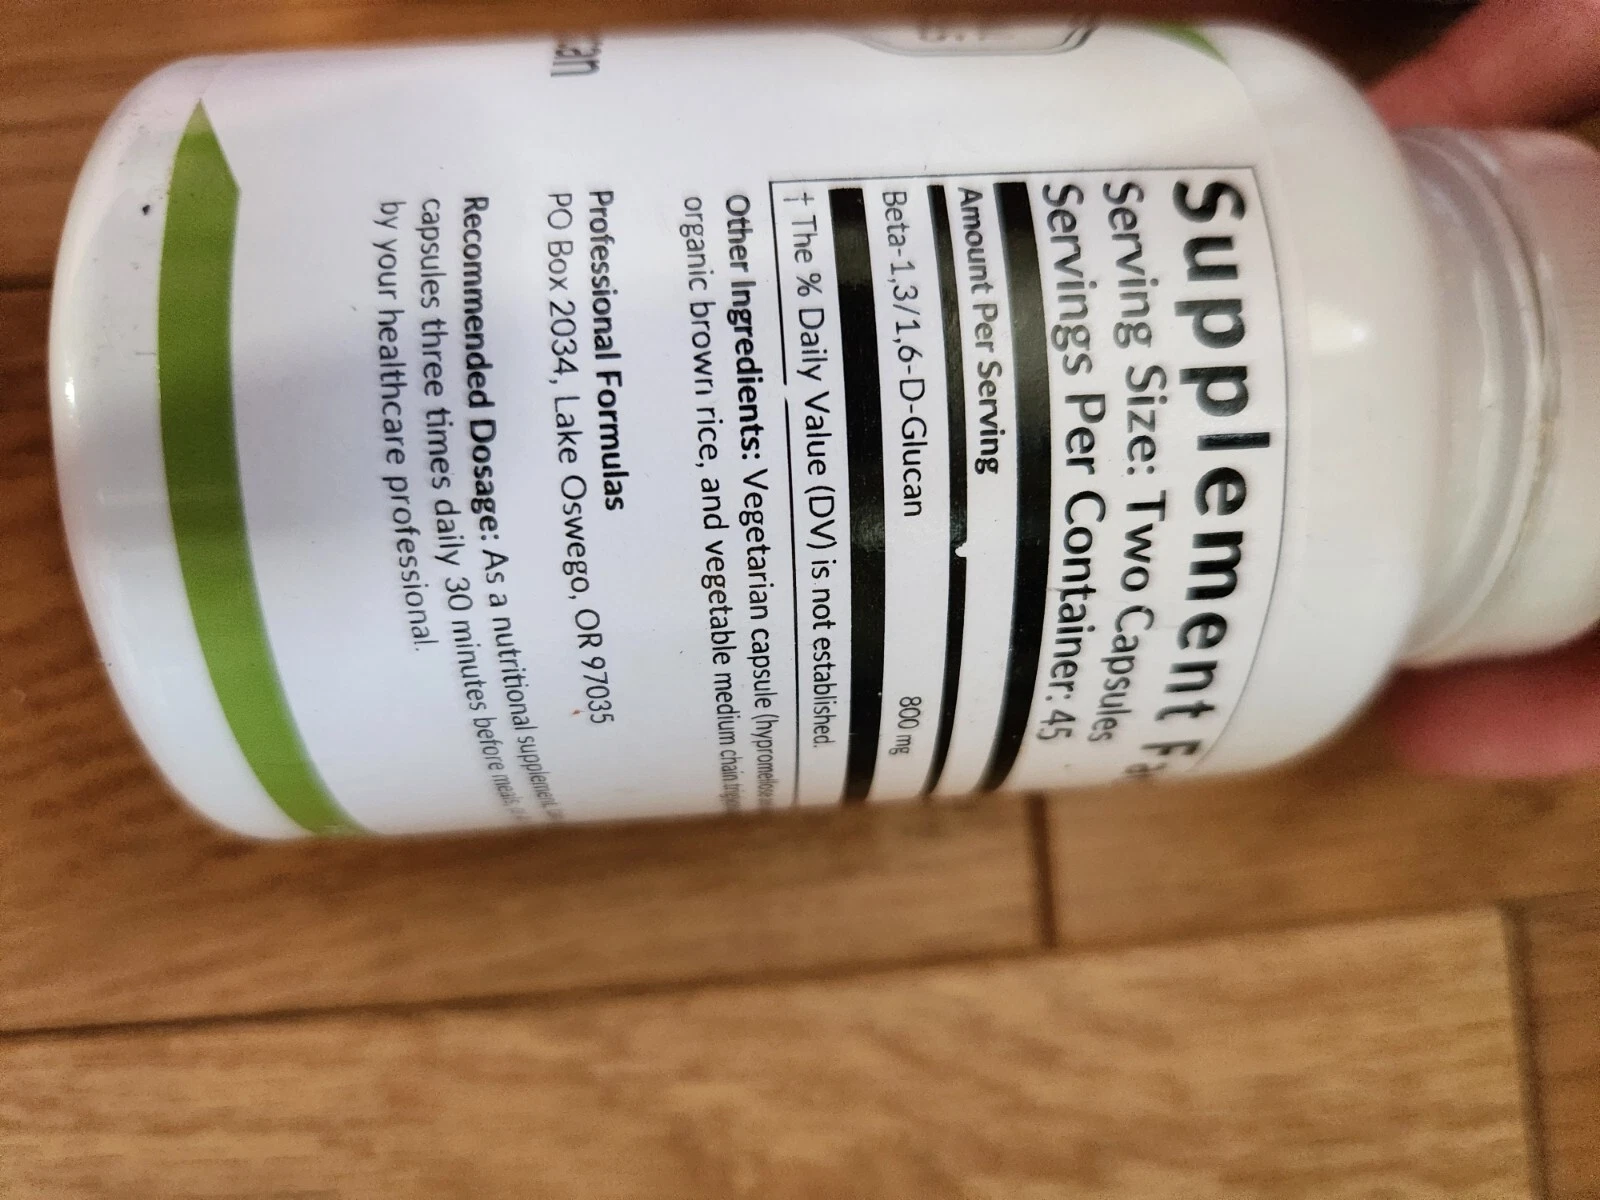 Supplement
Serving Size: Two Capsules
Servings Per Container: 45
Amount Per Serving
Beta-1,3/1,6-D-Glucan 800 mg
† The % Daily Value (DV) is not established.
Other Ingredients: Vegetarian capsule (hypromellose
organic brown rice, and vegetable medium chain
Professional Formulas
PO Box 2034, Lake Oswego, OR 97035
Recommended Dosage: As a nutritional supplement,
capsules three times daily 30 minutes before meals,
by your healthcare professional.